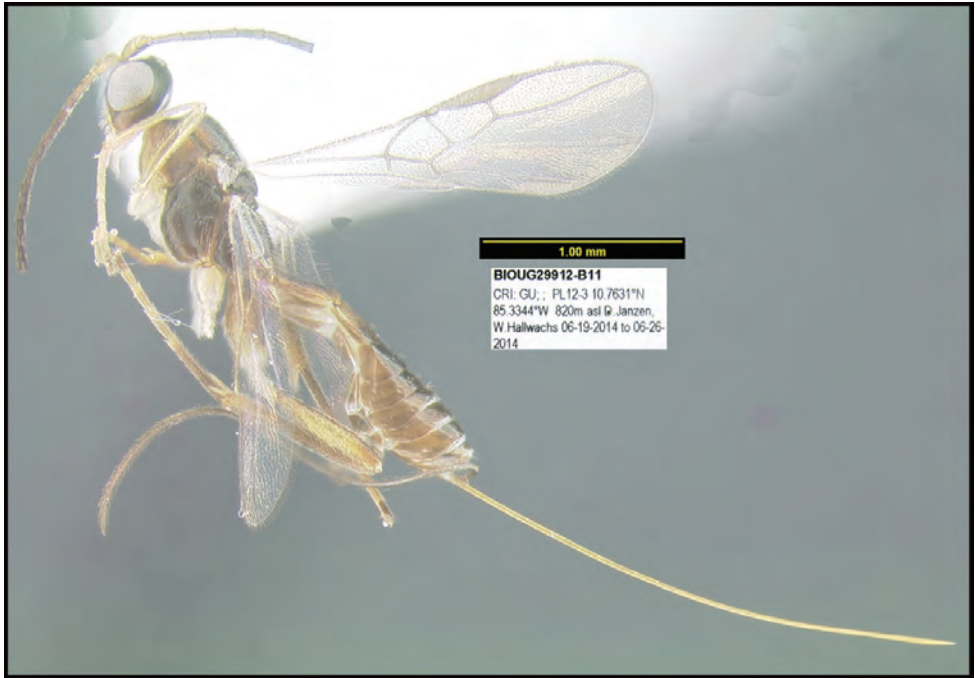 1.00 mm
BIOUG29912-B11
CRI: GU; ; PL12-3 10.7631°N
85.3344°W 820m asl D.Janzen,
W.Hallwachs 06-19-2014 to 06-26-
2014